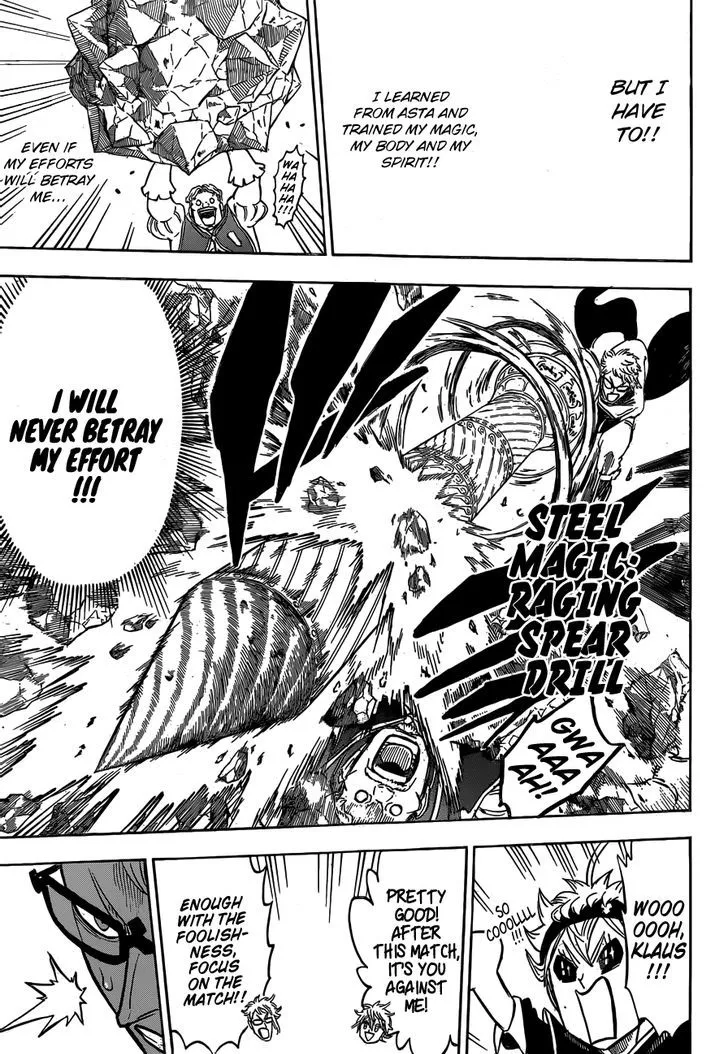 BUT I
HAVE
TO!!
I LEARNED
FROM ASTA AND
TRAINED MY MAGIC,
MY BODY AND MY
SPIRIT!!
WA
HA
HA
HA
!!!
EVEN IF
MY EFFORTS
WILL BETRAY
ME...
I WILL
NEVER BETRAY
MY EFFORT
!!!
STEEL
MAGIC:
RAGING
SPEAR
DRILL
GWA
AAA
AA
AH!
WOOO
OOOH,
KLAUS
!!!
SO
COOOLLLL
!!!
PRETTY
GOOD!
AFTER
THIS MATCH,
IT'S YOU
AGAINST
ME!
ENOUGH
WITH THE
FOOLISH-
NESS,
FOCUS
ON THE
MATCH!!